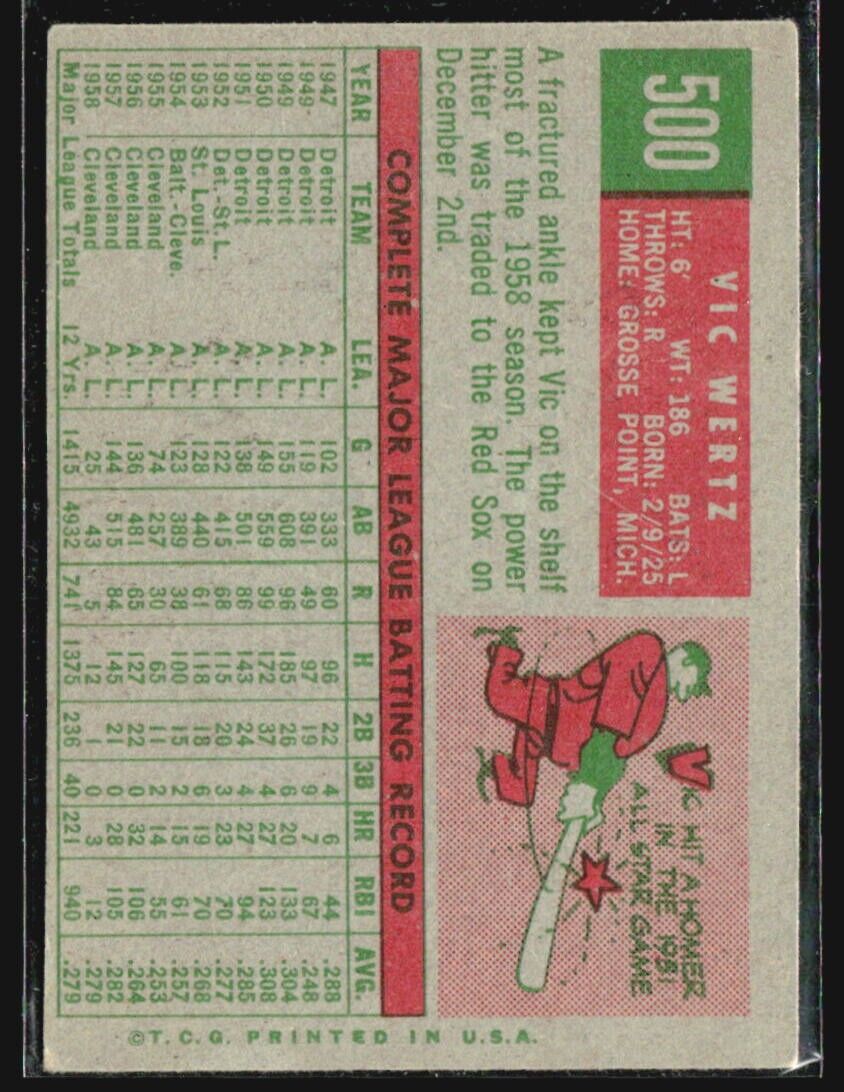 500
VIC WERTZ
HT: 6' WT: 186 BATS: L
THROWS: R BORN: 2/9/25
HOME: GROSSE POINT, MICH.
A fractured ankle kept Vic on the shelf
most of the 1958 season. The power
hitter was traded to the Red Sox on
December 2nd.
VIC HIT A HOMER
IN THE 1951
ALL STAR GAME
COMPLETE MAJOR LEAGUE BATTING RECORD
YEAR TEAM LEA. G AB R H 2B 3B HR RBI AVG.
1947 Detroit A. L. 102 333 60 96 22 4 6 44 .288
1949- Detroit A. L. 119 391 49 97 19 9 7 67 .248
1949 Detroit A. L. 155 608 96 185 26 6 20 133 .304
1950 Detroit A. L. 149 559 99 172 37 4 27 123 .308
1951 Detroit A. L. 138 501 86 143 24 4 27 94 .285
1952 Det.-St.L. A. L. 122 415 68 115 20 3 23 70 .277
1953 St. Louis A. L. 128 440 61 118 18 6 19 70 .268
1954 Balt.-Cleve. A. L. 123 389 38 100 15 2 15 61 .257
1955 Cleveland A. L. 74 257 30 65 11 2 14 55 .253
1956 Cleveland A. L. 136 481 65 127 22 0 32 106 .264
1957 Cleveland A. L. 144 515 84 145 21 0 28 105 .282
1958 Cleveland A. L. 25 43 5 12 1 0 3 12 .279
Major League Totals 12 Yrs. 1415 4932 741 1375 236 40 221 940 .279
©T. C. G. PRINTED IN U.S.A.